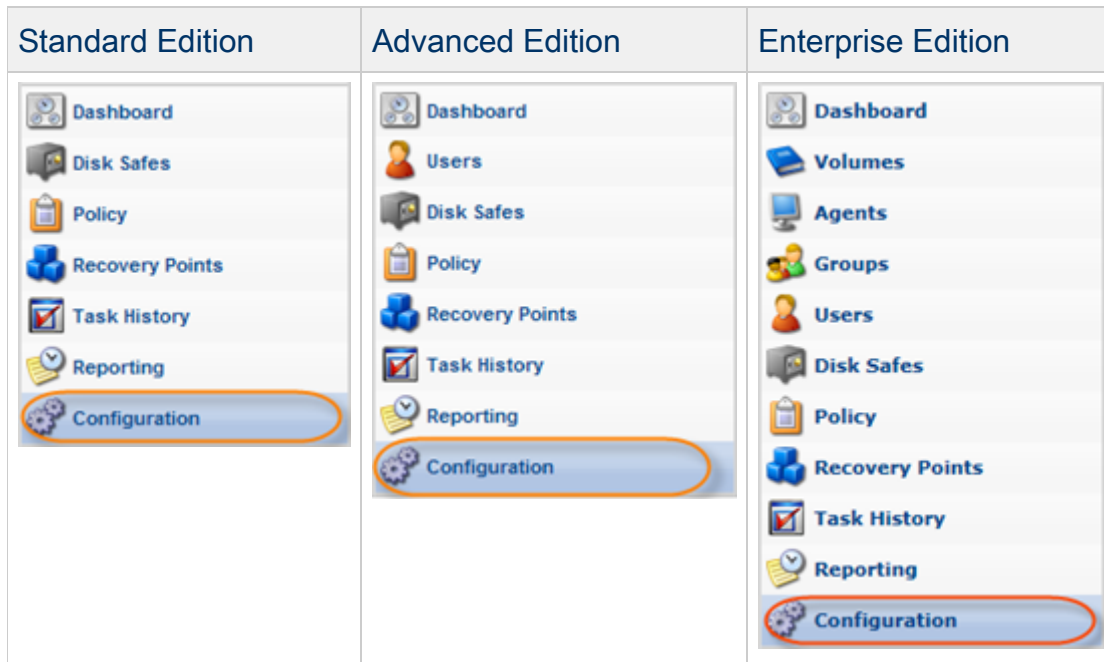 Standard Edition
Dashboard
Disk Safes
Policy
Recovery Points
Task History
Reporting
Configuration
Advanced Edition
Dashboard
Users
Disk Safes
Policy
Recovery Points
Task History
Reporting
Configuration
Enterprise Edition
Dashboard
Volumes
Agents
Groups
Users
Disk Safes
Policy
Recovery Points
Task History
Reporting
Configuration